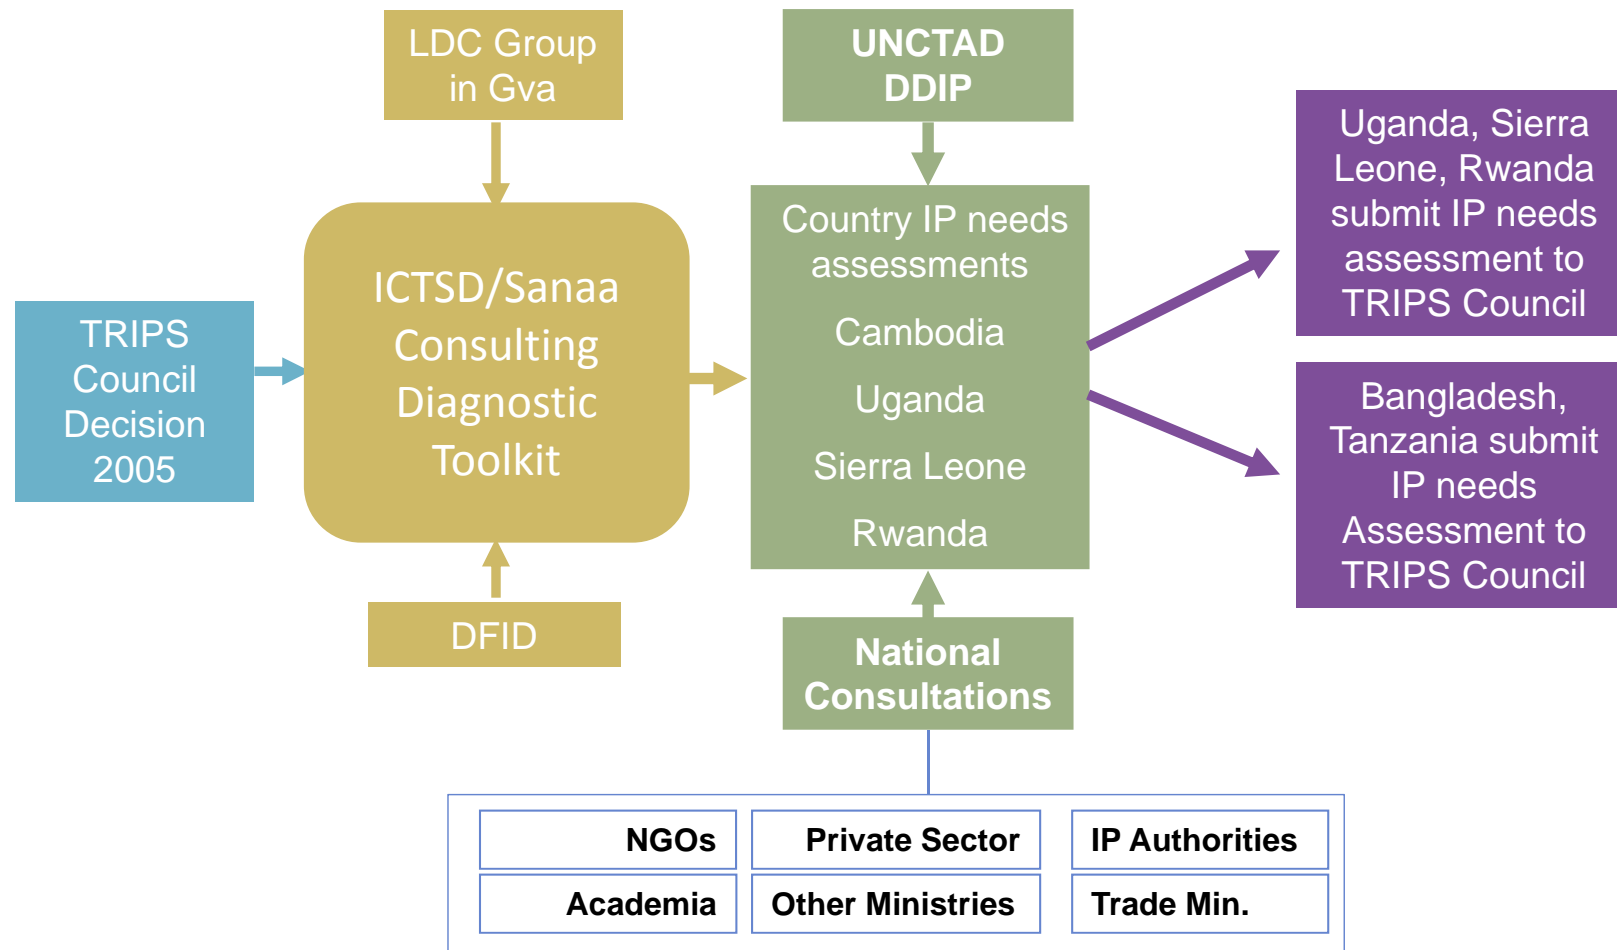 LDC Group
in Gva
UNCTAD
DDIP
Uganda, Sierra
Leone, Rwanda
submit IP needs
assessment to
TRIPS Council
TRIPS
Council
Decision
2005
ICTSD/Sanaa
Consulting
Diagnostic
Toolkit
Country IP needs
assessments
Cambodia
Uganda
Sierra Leone
Rwanda
Bangladesh,
Tanzania submit
IP needs
Assessment to
TRIPS Council
DFID
National
Consultations
NGOs
Private Sector
IP Authorities
Academia
Other Ministries
Trade Min.